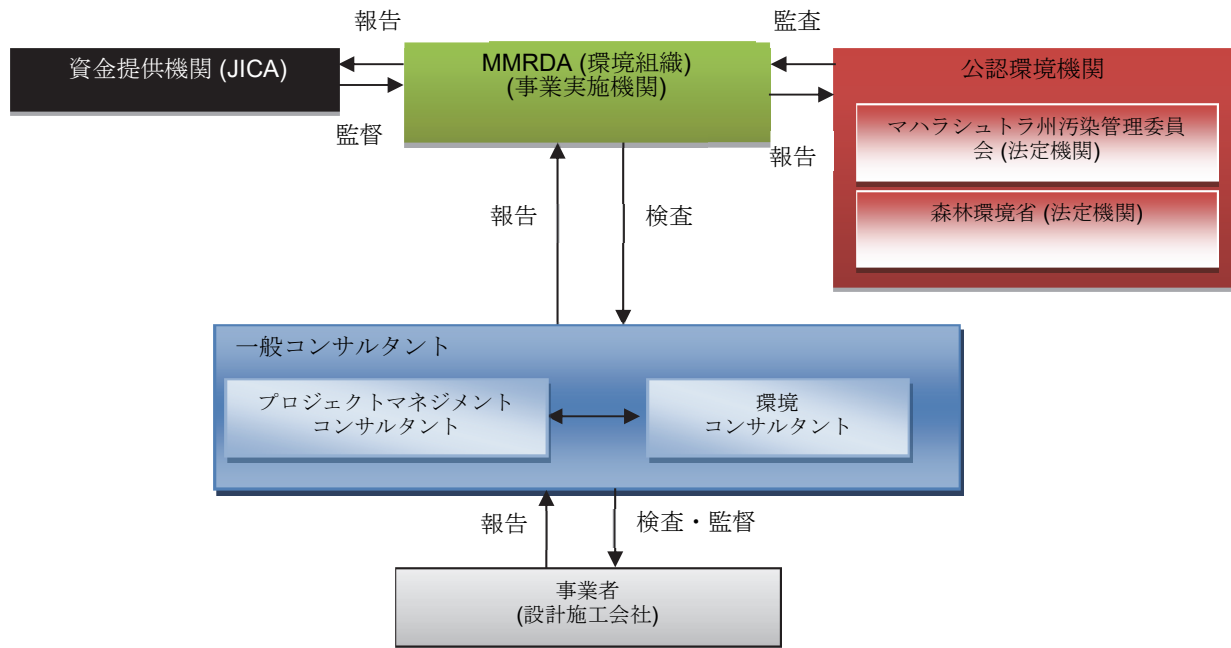 報告
監査
資金提供機関 (JICA)
MMRDA (環境組織)
(事業実施機関)
公認環境機関
監督
報告
マハラシュトラ州汚染管理委員
会 (法定機関)
森林環境省 (法定機関)
報告
検査
一般コンサルタント
プロジェクトマネジメント
コンサルタント
環境
コンサルタント
報告
検査・監督
事業者
(設計施工会社)